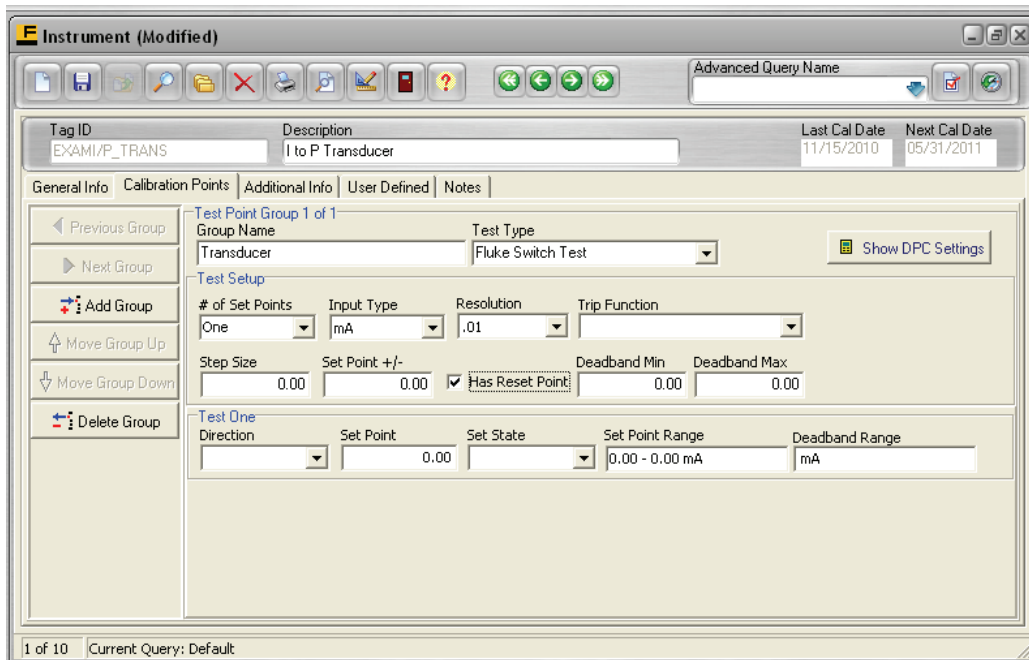 F Instrument (Modified)
Advanced Query Name
Tag ID Description Last Cal Date Next Cal Date
EXAMI/P_TRANS I to P Transducer 11/15/2010 05/31/2011
General Info Calibration Points Additional Info User Defined Notes
Previous Group
Next Group
Add Group
Move Group Up
Move Group Down
Delete Group
Test Point Group 1 of 1
Group Name Test Type
Transducer Fluke Switch Test Show DPC Settings
Test Setup
# of Set Points Input Type Resolution Trip Function
One mA .01
Step Size Set Point +/- Deadband Min Deadband Max
0.00 0.00 Has Reset Point 0.00 0.00
Test One
Direction Set Point Set State Set Point Range Deadband Range
0.00 0.00 - 0.00 mA mA
1 of 10 Current Query: Default